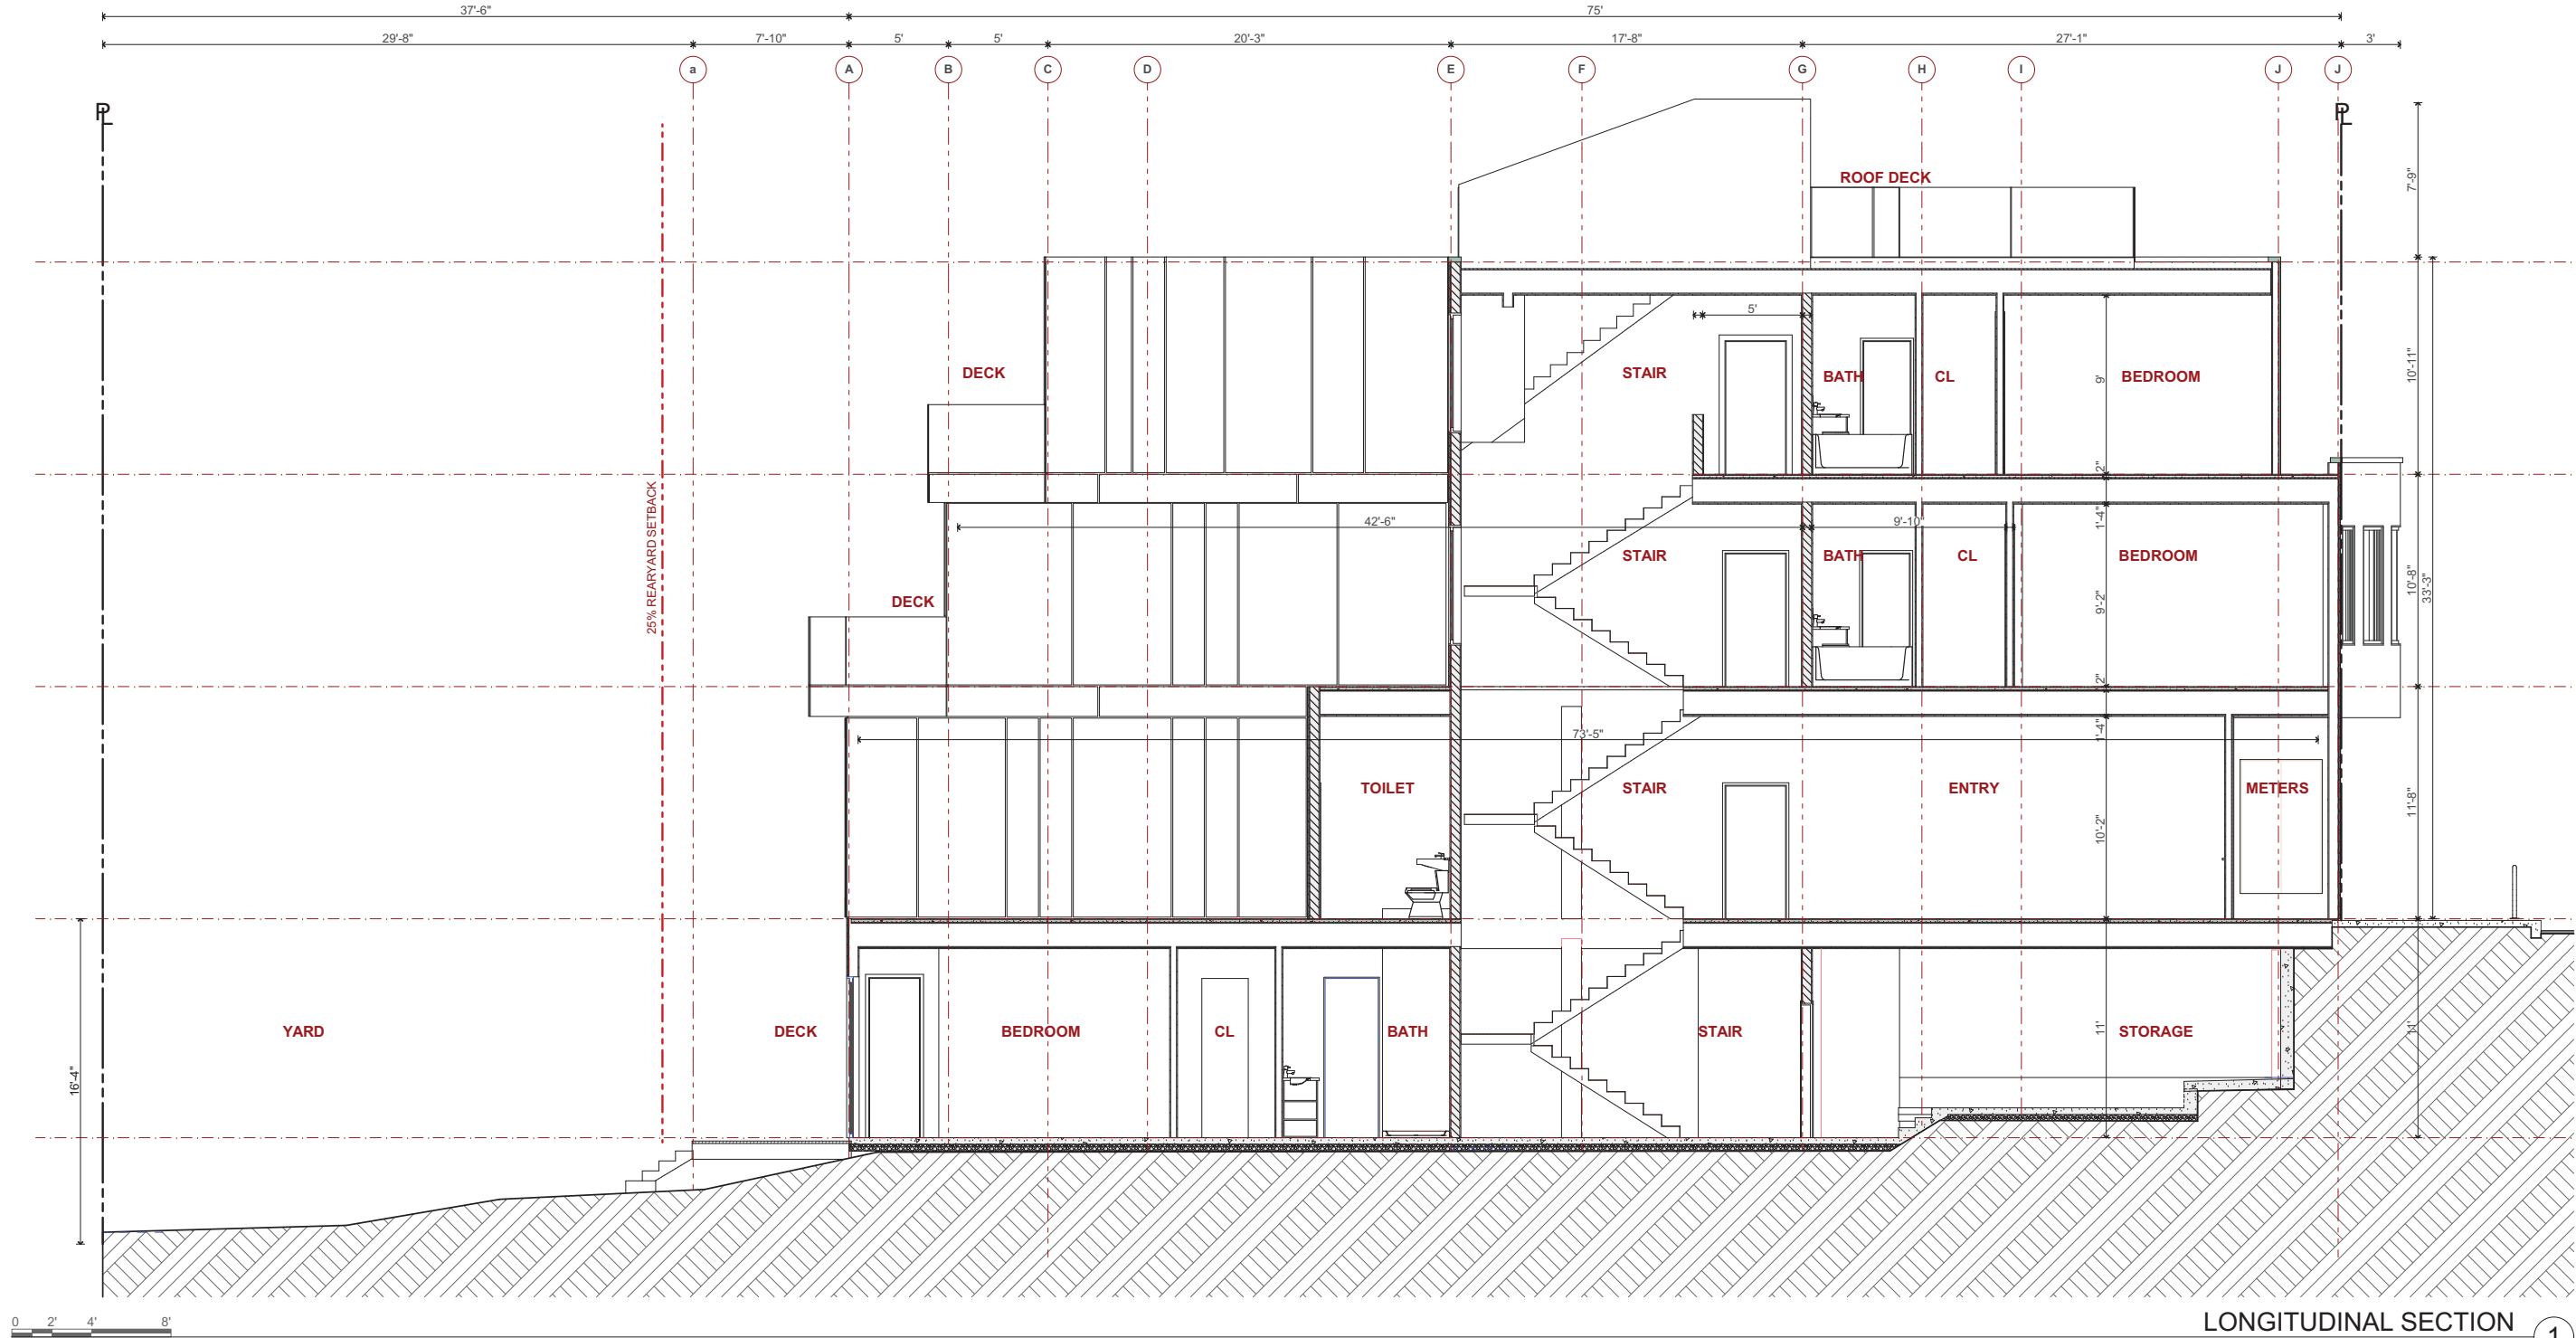 37'-6"
75'
29'-8"
7'-10"
5'
5'
20'-3"
17'-8"
27'-1"
3'
a
A
B
C
D
E
F
G
H
I
J
J
PL
PL
ROOF DECK
7'-9"
5'
DECK
STAIR
BATH
CL
BEDROOM
9'
10'-11"
2"
25% REARYARD SETBACK
42'-6"
9'-10"
1'-4"
STAIR
BATH
CL
BEDROOM
DECK
9'-2"
10'-8"
33'-3"
2"
73'-5"
1'-4"
TOILET
STAIR
ENTRY
METERS
10'-2"
11'-8"
YARD
DECK
BEDROOM
CL
BATH
STAIR
STORAGE
11'
11'
16'-4"
0 2' 4' 8'
LONGITUDINAL SECTION
1